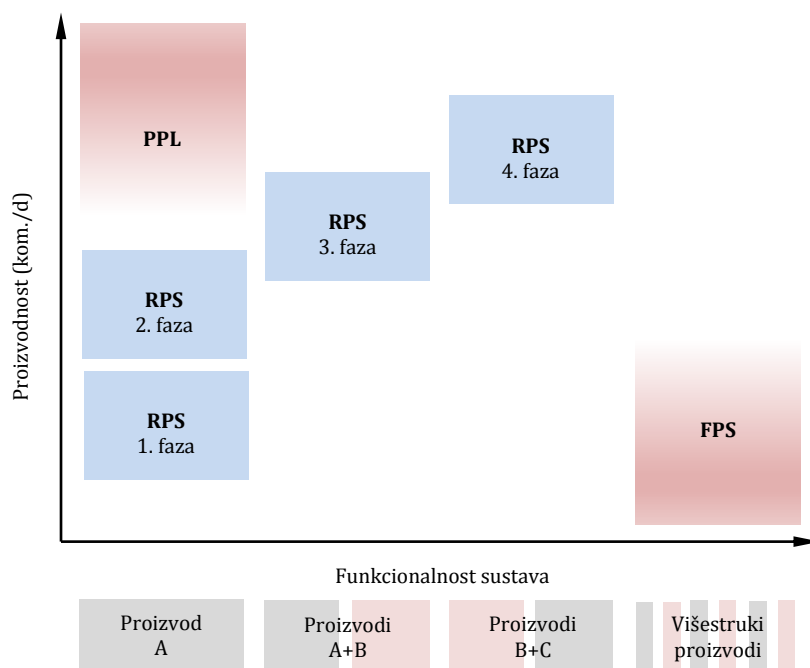 Proizvodnost (kom./d)
PPL
RPS
4. faza
RPS
3. faza
RPS
2. faza
RPS
1. faza
FPS
Funkcionalnost sustava
Proizvod
A
Proizvodi
A+B
Proizvodi
B+C
Višestruki
proizvodi